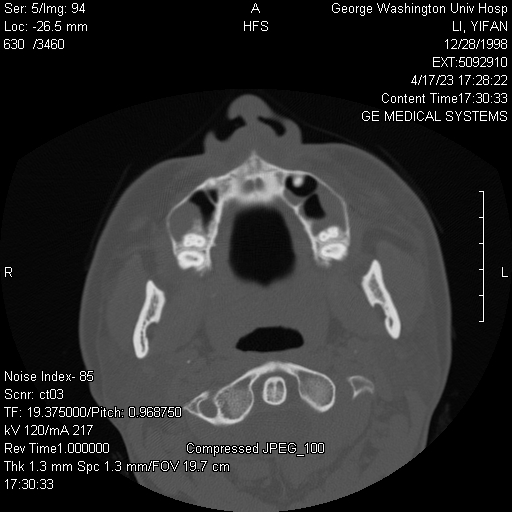 Ser: 5/Img: 94
Loc: -26.5 mm
630 /3460
A
HFS
George Washington Univ Hosp
LI, YIFAN
12/28/1998
EXT:5092910
4/17/23 17:28:22
Content Time17:30:33
GE MEDICAL SYSTEMS
R
L
Noise Index- 85
Scnr: ct03
TF: 19.375000/Pitch: 0.968750
kV 120/mA 217
Rev Time1.000000
Compressed JPEG_100
Thk 1.3 mm Spc 1.3 mm/FOV 19.7 cm
17:30:33